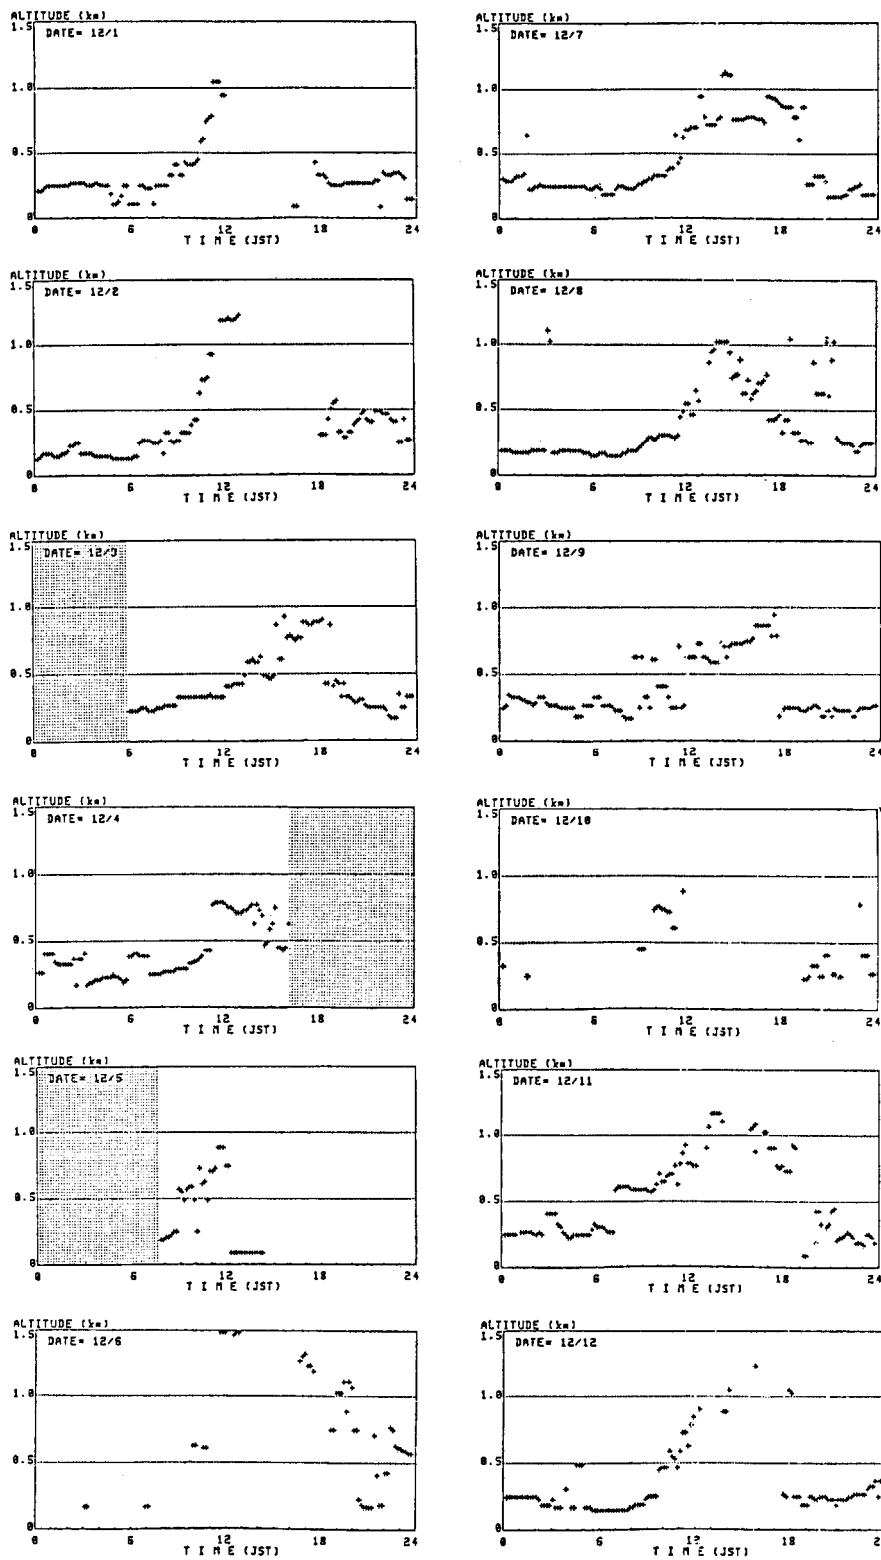 ALTITUDE (km)
1.5
DATE= 12/1
1.0
0.5
0
0 6 12 18 24
T I M E (JST)
ALTITUDE (km)
1.5
DATE= 12/2
1.0
0.5
0
0 6 12 18 24
T I M E (JST)
ALTITUDE (km)
1.5
DATE= 12/3
1.0
0.5
0
0 6 12 18 24
T I M E (JST)
ALTITUDE (km)
1.5
DATE= 12/4
1.0
0.5
0
0 6 12 18 24
T I M E (JST)
ALTITUDE (km)
1.5
DATE= 12/5
1.0
0.5
0
0 6 12 18 24
T I M E (JST)
ALTITUDE (km)
1.5
DATE= 12/6
1.0
0.5
0
0 6 12 18 24
T I M E (JST)
ALTITUDE (km)
1.5
DATE= 12/7
1.0
0.5
0
0 6 12 18 24
T I M E (JST)
ALTITUDE (km)
1.5
DATE= 12/8
1.0
0.5
0
0 6 12 18 24
T I M E (JST)
ALTITUDE (km)
1.5
DATE= 12/9
1.0
0.5
0
0 6 12 18 24
T I M E (JST)
ALTITUDE (km)
1.5
DATE= 12/10
1.0
0.5
0
0 6 12 18 24
T I M E (JST)
ALTITUDE (km)
1.5
DATE= 12/11
1.0
0.5
0
0 6 12 18 24
T I M E (JST)
ALTITUDE (km)
1.5
DATE= 12/12
1.0
0.5
0
0 6 12 18 24
T I M E (JST)